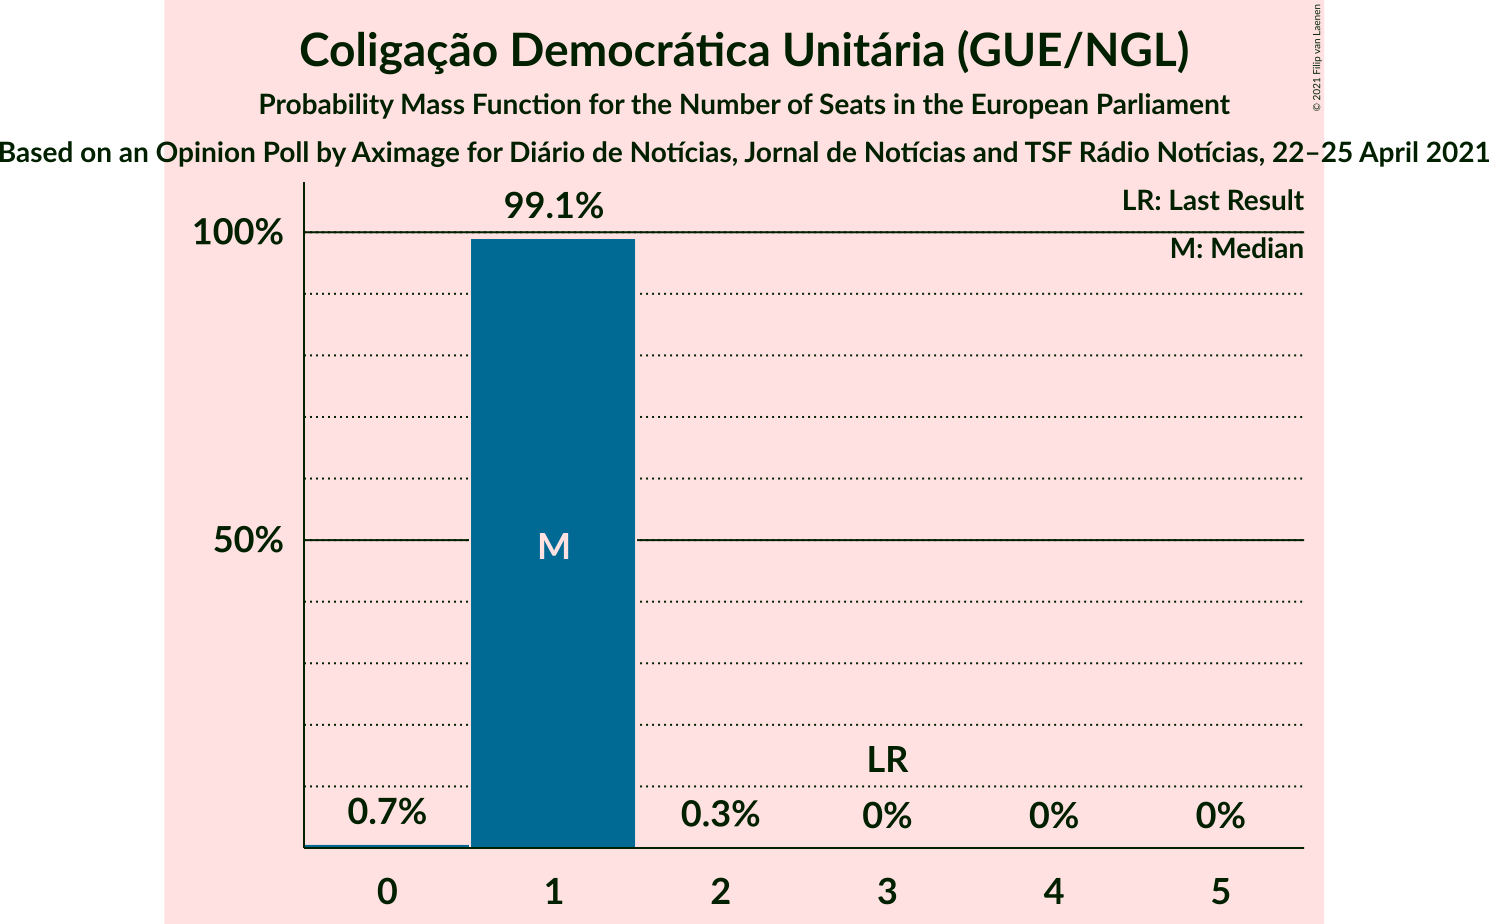 Coligação Democrática Unitária (GUE/NGL)
Probability Mass Function for the Number of Seats in the European Parliament
Based on an Opinion Poll by Aximage for Diário de Notícias, Jornal de Notícias and TSF Rádio Notícias, 22–25 April 2021
© 2021 Filip van Laenen
LR: Last Result
M: Median
100%
50%
99.1%
M
LR
0.7%
0.3%
0%
0%
0%
0
1
2
3
4
5